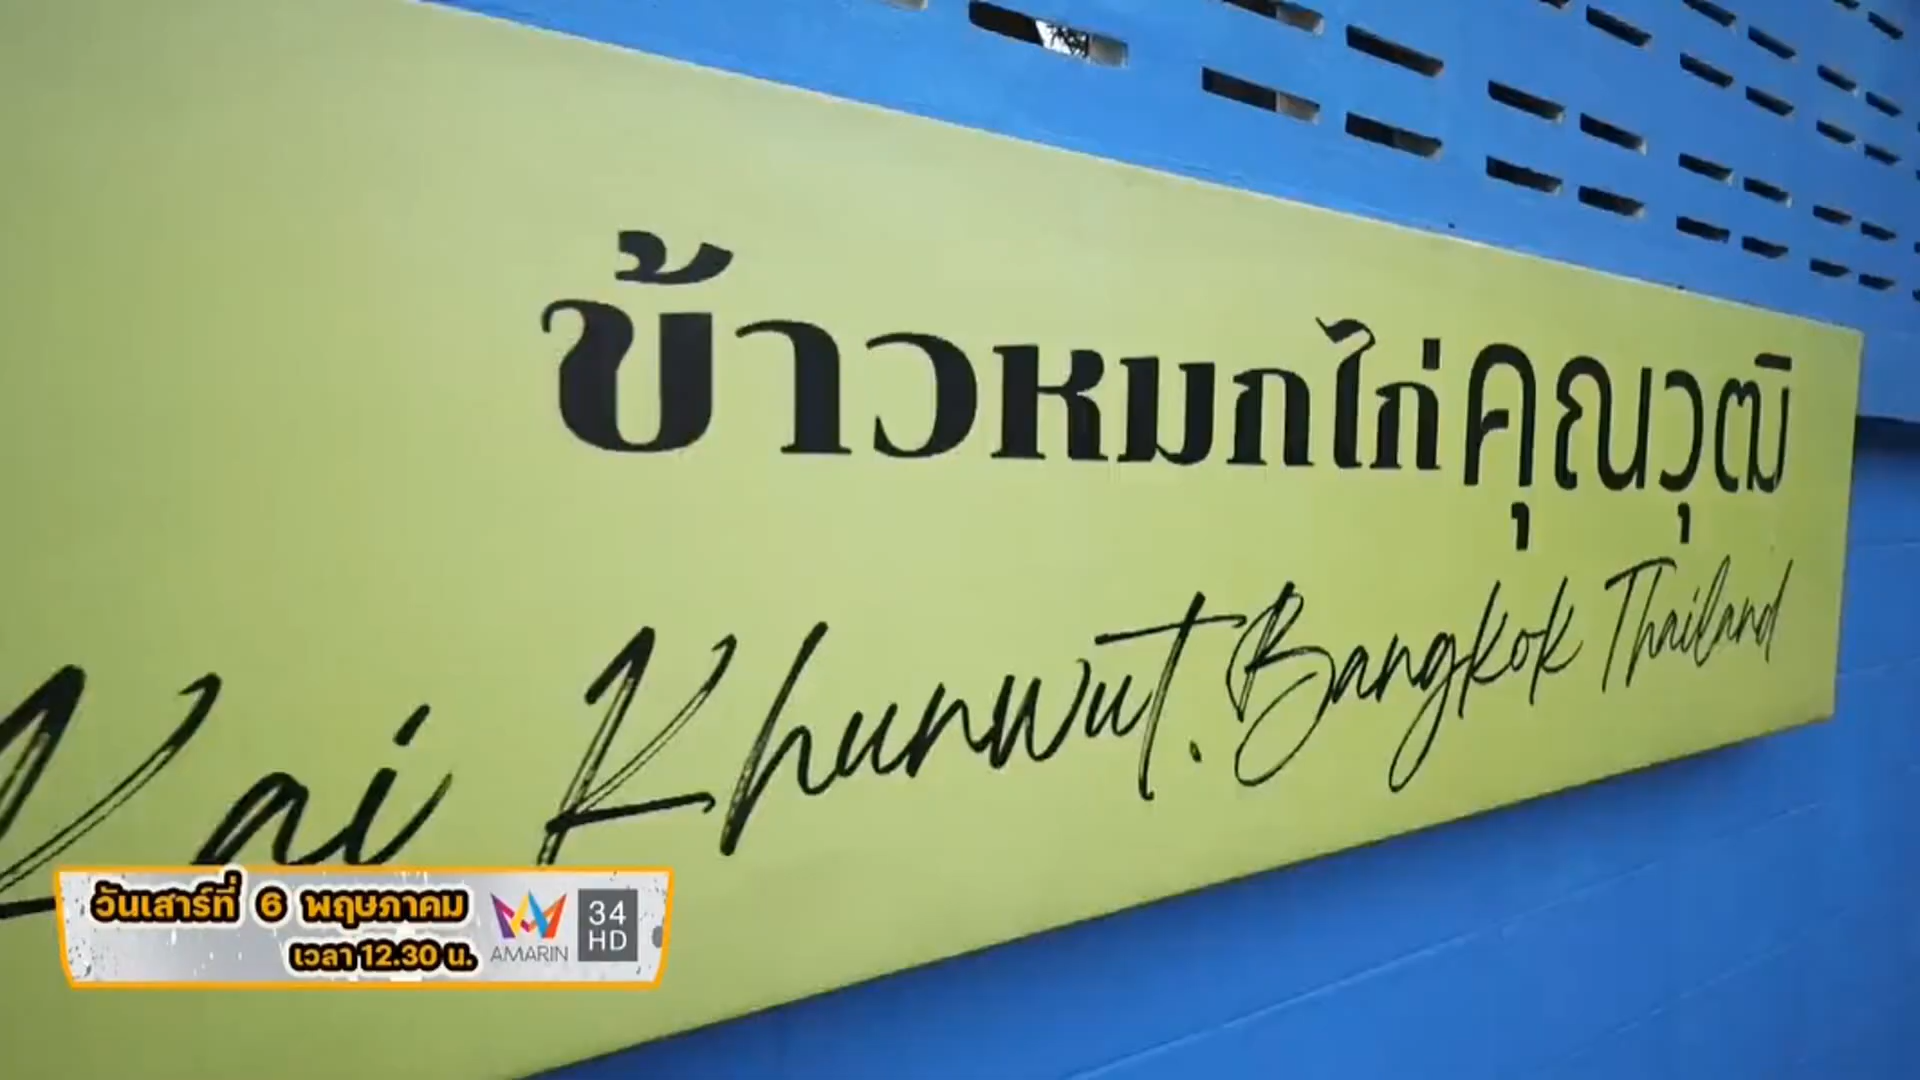 ข้าวหมกไก่คุณวุฒิ
Kai Khunwut. Bangkok Thailand
วันเสาร์ที่ 6 พฤษภาคม
เวลา 12.30 น.
AMARIN
34
HD